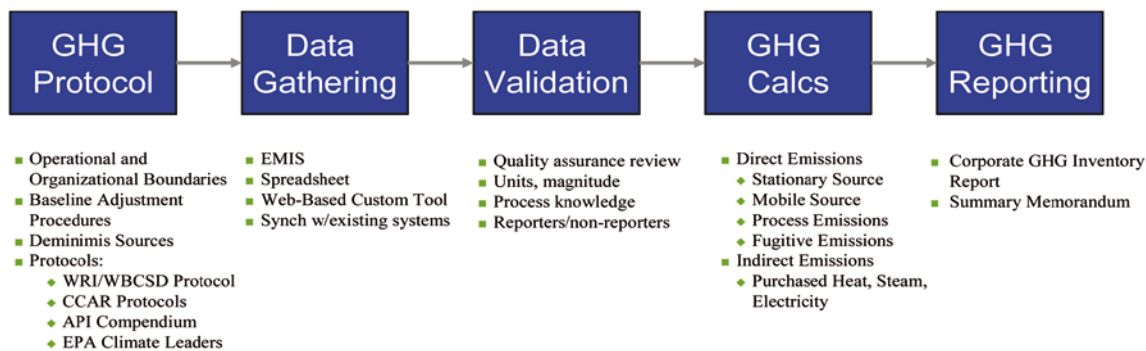 GHG
Protocol
Data
Gathering
Data
Validation
GHG
Calcs
GHG
Reporting
Operational and
Organizational Boundaries
Baseline Adjustment
Procedures
Deminimis Sources
Protocols:
WRI/WBCSD Protocol
CCAR Protocols
API Compendium
EPA Climate Leaders
EMIS
Spreadsheet
Web-Based Custom Tool
Synch w/existing systems
Quality assurance review
Units, magnitude
Process knowledge
Reporters/non-reporters
Direct Emissions
Stationary Source
Mobile Source
Process Emissions
Fugitive Emissions
Indirect Emissions
Purchased Heat, Steam,
Electricity
Corporate GHG Inventory
Report
Summary Memorandum